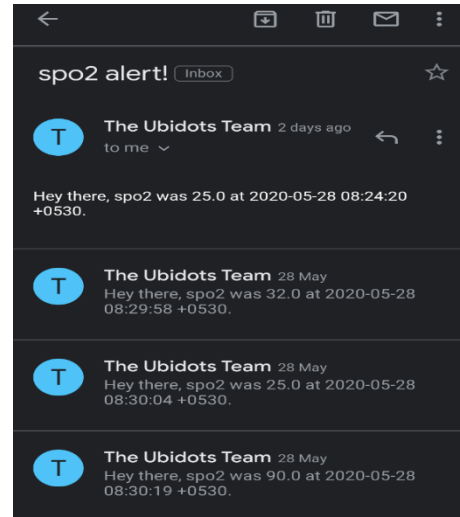 spo2 alert! Inbox
T
The Ubidots Team 2 days ago
to me
Hey there, spo2 was 25.0 at 2020-05-28 08:24:20
+0530.
T
The Ubidots Team 28 May
Hey there, spo2 was 32.0 at 2020-05-28
08:29:58 +0530.
T
The Ubidots Team 28 May
Hey there, spo2 was 25.0 at 2020-05-28
08:30:04 +0530.
T
The Ubidots Team 28 May
Hey there, spo2 was 90.0 at 2020-05-28
08:30:19 +0530.